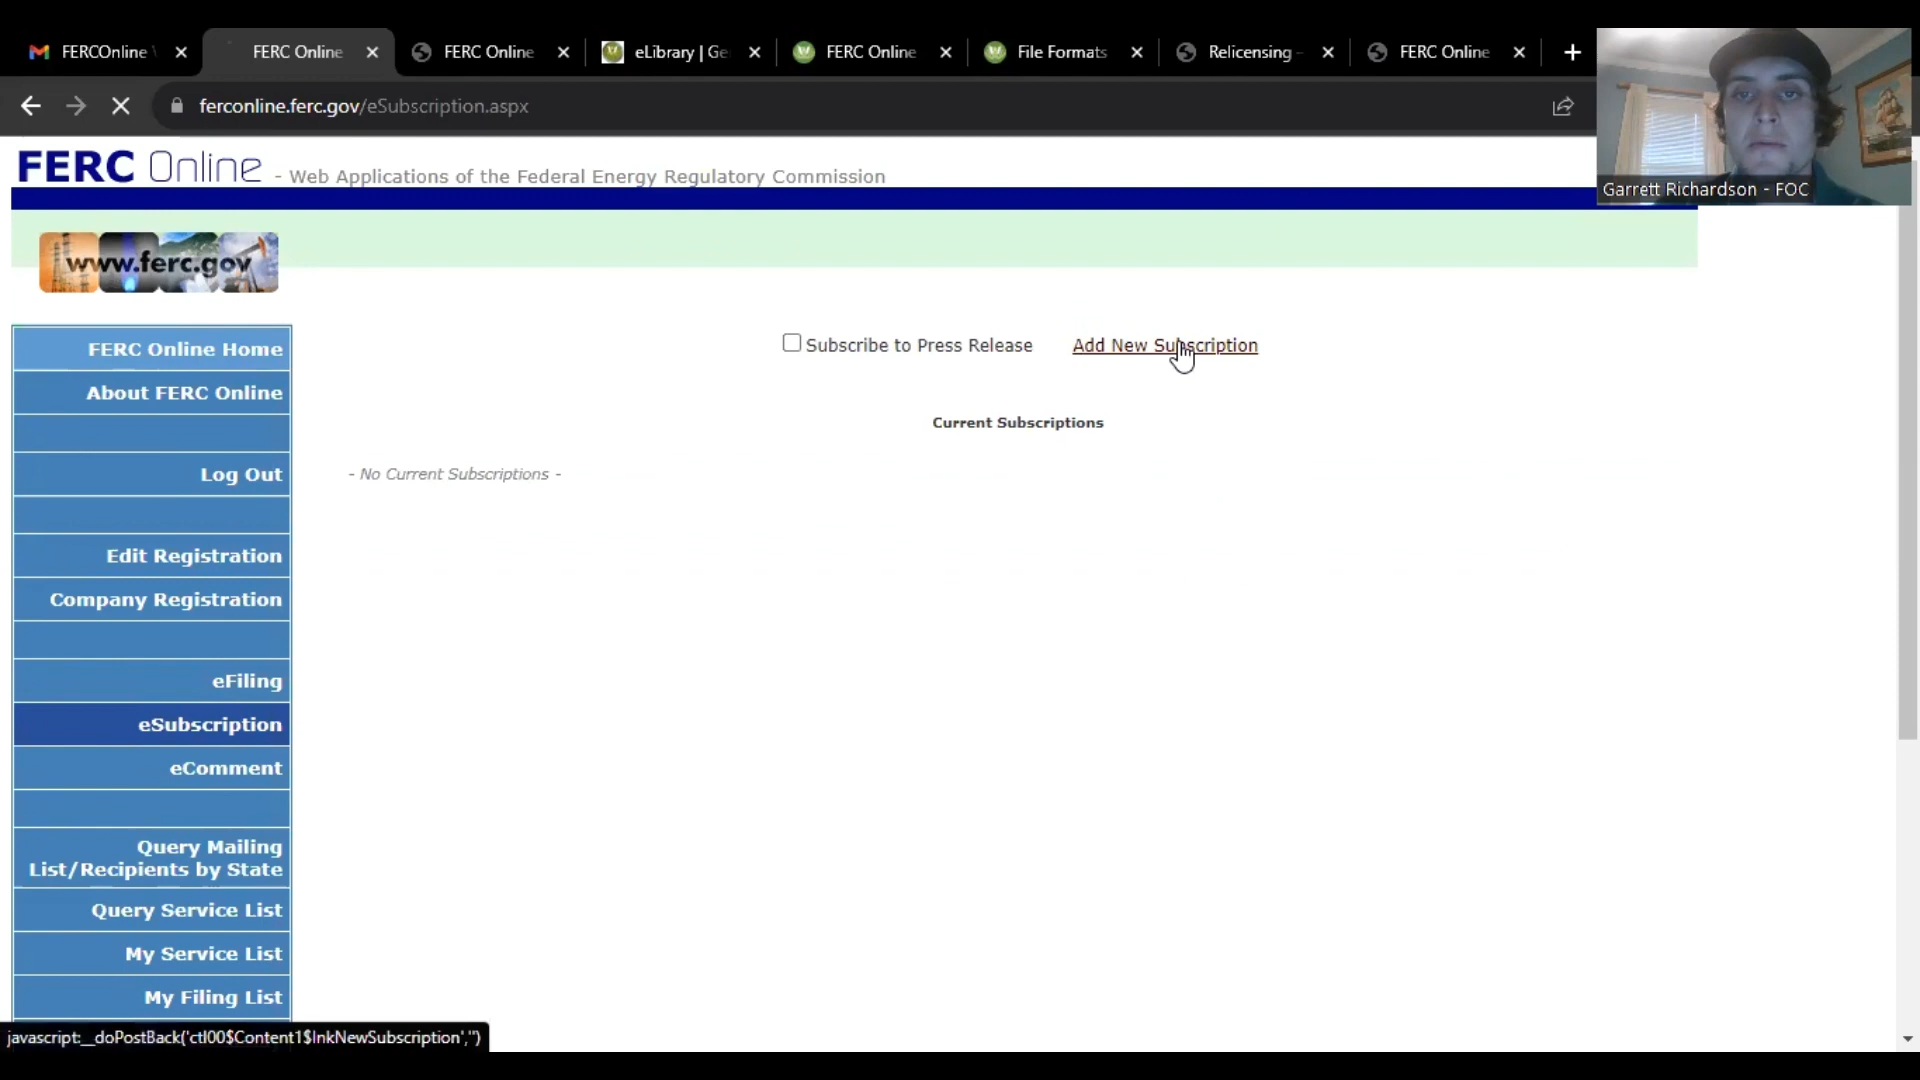 FERCOnline
FERC Online
FERC Online
eLibrary | Ge
FERC Online
File Formats
Relicensing -
FERC Online
ferconline.ferc.gov/eSubscription.aspx
Garrett Richardson - FOC
FERC Online - Web Applications of the Federal Energy Regulatory Commission
www.ferc.gov
Subscribe to Press Release
Add New Subscription
Current Subscriptions
- No Current Subscriptions -
FERC Online Home
About FERC Online
Log Out
Edit Registration
Company Registration
eFiling
eSubscription
eComment
Query Mailing
List/Recipients by State
Query Service List
My Service List
My Filing List
javascript:__doPostBack('ctl00$Content1$lnkNewSubscription','')